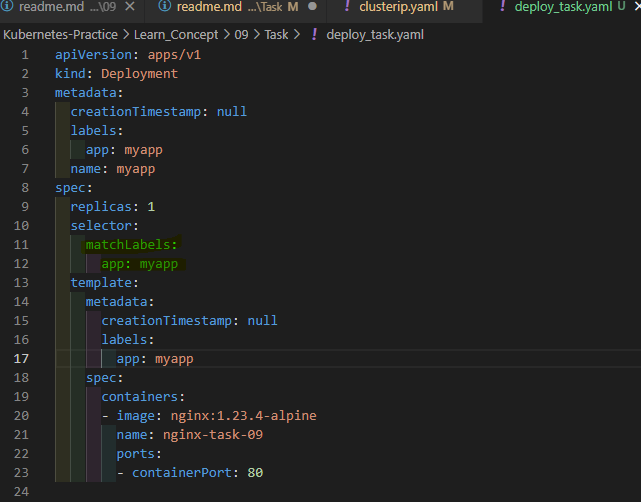 readme.md ...\09 M readme.md ...\Task M clusterip.yaml M deploy_task.yaml U
Kubernetes-Practice > Learn_Concept > 09 > Task > ! deploy_task.yaml
1 apiVersion: apps/v1
2 kind: Deployment
3 metadata:
4   creationTimestamp: null
5   labels:
6     app: myapp
7   name: myapp
8 spec:
9   replicas: 1
10   selector:
11     matchLabels:
12       app: myapp
13   template:
14     metadata:
15       creationTimestamp: null
16       labels:
17         app: myapp
18     spec:
19       containers:
20       - image: nginx:1.23.4-alpine
21         name: nginx-task-09
22         ports:
23         - containerPort: 80
24